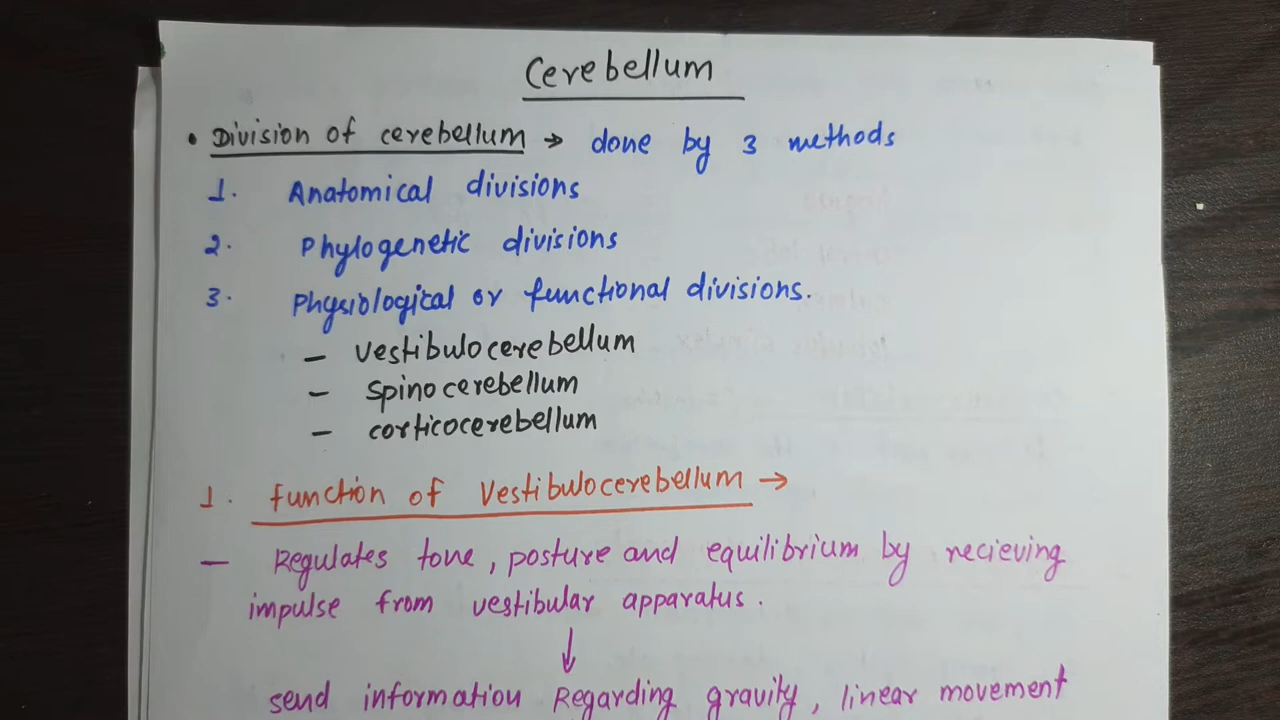 Cerebellum
• Division of cerebellum → done by 3 methods
1. Anatomical divisions
2. Phylogenetic divisions
3. Physiological or functional divisions.
– Vestibulocerebellum
– Spinocerebellum
– corticocerebellum
1. function of Vestibulocerebellum →
– Regulates tone, posture and equilibrium by recieving
impulse from vestibular apparatus.
↓
send information Regarding gravity, linear movement